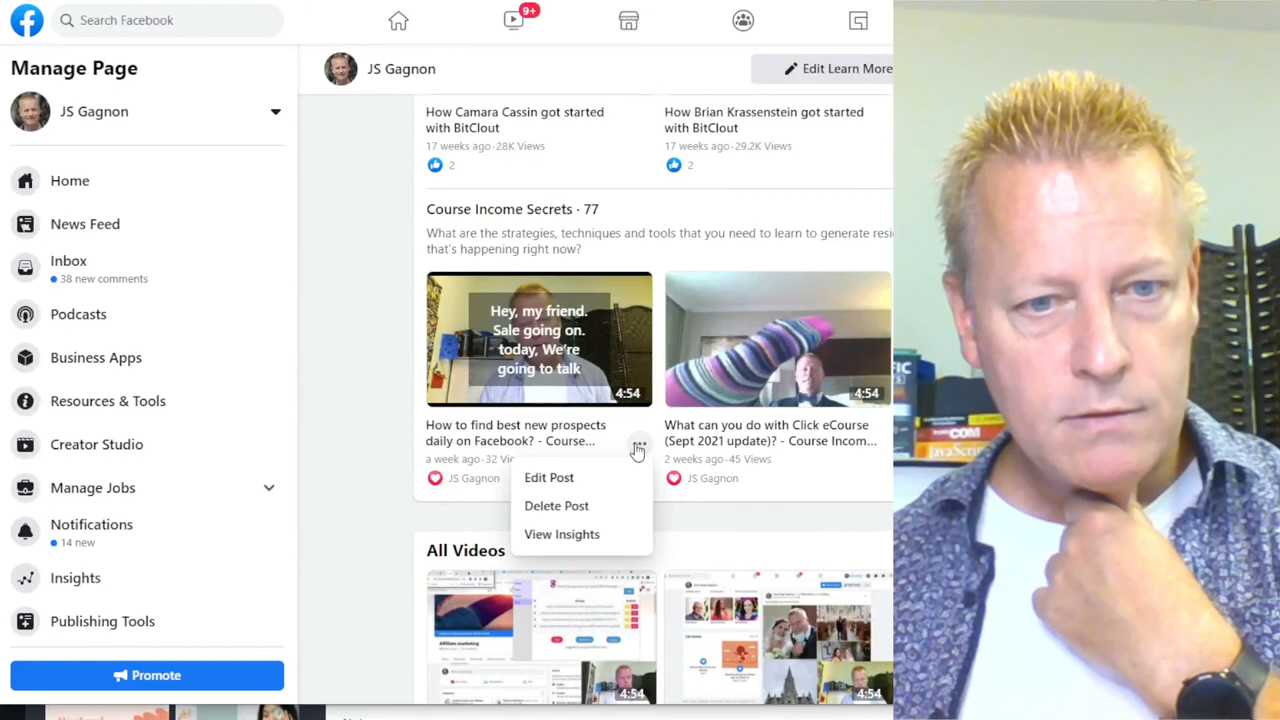 Search Facebook
9+
Manage Page
JS Gagnon
Home
News Feed
Inbox
38 new comments
Podcasts
Business Apps
Resources & Tools
Creator Studio
Manage Jobs
Notifications
14 new
Insights
Publishing Tools
Promote
JS Gagnon
Edit Learn More
How Camara Cassin got started
with BitClout
17 weeks ago · 28K Views
2
How Brian Krassenstein got started
with BitClout
17 weeks ago · 29.2K Views
2
Course Income Secrets · 77
What are the strategies, techniques and tools that you need to learn to generate resi
that's happening right now?
Hey, my friend.
Sale going on.
today, We're
going to talk
4:54
How to find best new prospects
daily on Facebook? - Course...
a week ago · 32 Vi
JS Gagnon
4:54
What can you do with Click eCourse
(Sept 2021 update)? - Course Incom...
2 weeks ago · 45 Views
JS Gagnon
Edit Post
Delete Post
View Insights
All Videos
Affiliate marketing
4:54
4:54
FIC
COM
JavaScript